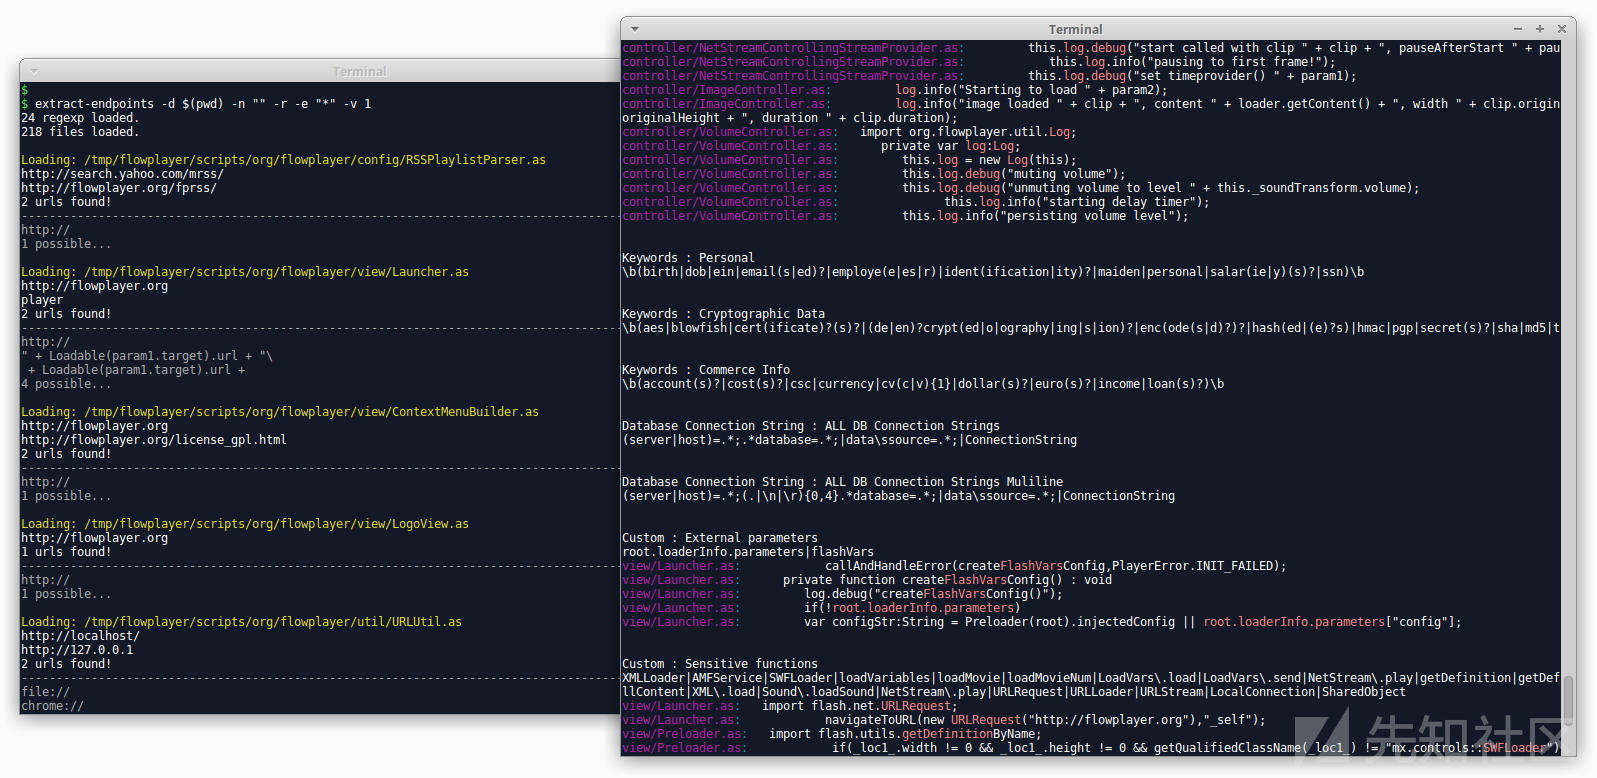 Terminal
$
$ extract-endpoints -d $(pwd) -n "" -r -e "*" -v 1
24 regexp loaded.
218 files loaded.
Loading: /tmp/flowplayer/scripts/org/flowplayer/config/RSSPlaylistParser.as
http://search.yahoo.com/mrss/
http://flowplayer.org/fprss/
2 urls found!
http://
1 possible...
Loading: /tmp/flowplayer/scripts/org/flowplayer/view/Launcher.as
http://flowplayer.org
player
2 urls found!
http://
" + Loadable(param1.target).url + "\
+ Loadable(param1.target).url +
4 possible...
Loading: /tmp/flowplayer/scripts/org/flowplayer/view/ContextMenuBuilder.as
http://flowplayer.org
http://flowplayer.org/license_gpl.html
2 urls found!
http://
1 possible...
Loading: /tmp/flowplayer/scripts/org/flowplayer/view/LogoView.as
http://flowplayer.org
1 urls found!
http://
1 possible...
Loading: /tmp/flowplayer/scripts/org/flowplayer/util/URLUtil.as
http://localhost/
http://127.0.0.1
2 urls found!
file://
chrome://
Terminal
controller/NetStreamControllingStreamProvider.as: this.log.debug("start called with clip " + clip + ", pauseAfterStart " + pau
controller/NetStreamControllingStreamProvider.as: this.log.info("pausing to first frame!");
controller/NetStreamControllingStreamProvider.as: this.log.debug("set timeprovider() " + param1);
controller/ImageController.as: log.info("Starting to load " + param2);
controller/ImageController.as: log.info("image loaded " + clip + ", content " + loader.getContent() + ", width " + clip.origin
originalHeight + ", duration " + clip.duration);
controller/VolumeController.as: import org.flowplayer.util.Log;
controller/VolumeController.as: private var log:Log;
controller/VolumeController.as: this.log = new Log(this);
controller/VolumeController.as: this.log.debug("muting volume");
controller/VolumeController.as: this.log.debug("unmuting volume to level " + this._soundTransform.volume);
controller/VolumeController.as: this.log.info("starting delay timer");
controller/VolumeController.as: this.log.info("persisting volume level");
Keywords : Personal
\b(birth|dob|ein|email(s|ed)?|employe(e|es|r)|ident(ification|ity)?|maiden|personal|salar(ie|y)(s)?|ssn)\b
Keywords : Cryptographic Data
\b(aes|blowfish|cert(ificate)?(s)?|(de|en)?crypt(ed|o|ography|ing|s|ion)?|enc(ode(s|d)?)?|hash(ed|(e)?s)|hmac|pgp|secret(s)?|sha|md5|t
Keywords : Commerce Info
\b(account(s)?|cost(s)?|csc|currency|cv(c|v){1}|dollar(s)?|euro(s)?|income|loan(s)?)\b
Database Connection String : ALL DB Connection Strings
(server|host)=.*;.*database=.*;|data\ssource=.*;|ConnectionString
Database Connection String : ALL DB Connection Strings Muliline
(server|host)=.*;(.|\n|\r){0,4}.*database=.*;|data\ssource=.*;|ConnectionString
Custom : External parameters
root.loaderInfo.parameters|flashVars
view/Launcher.as: callAndHandleError(createFlashVarsConfig,PlayerError.INIT_FAILED);
view/Launcher.as: private function createFlashVarsConfig() : void
view/Launcher.as: log.debug("createFlashVarsConfig()");
view/Launcher.as: if(!root.loaderInfo.parameters)
view/Launcher.as: var configStr:String = Preloader(root).injectedConfig || root.loaderInfo.parameters["config"];
Custom : Sensitive functions
XMLLoader|AMFService|SWFLoader|loadVariables|loadMovie|loadMovieNum|LoadVars\.load|LoadVars\.send|NetStream\.play|getDefinition|getDef
llContent|XML\.load|Sound\.loadSound|NetStream\.play|URLRequest|URLLoader|URLStream|LocalConnection|SharedObject
view/Launcher.as: import flash.net.URLRequest;
view/Launcher.as: navigateToURL(new URLRequest("http://flowplayer.org"),"_self");
view/Preloader.as: import flash.utils.getDefinitionByName;
view/Preloader.as: if(_loc1_.width != 0 && _loc1_.height != 0 && getQualifiedClassName(_loc1_) != "mx.controls::SWFLoader")
先知社区